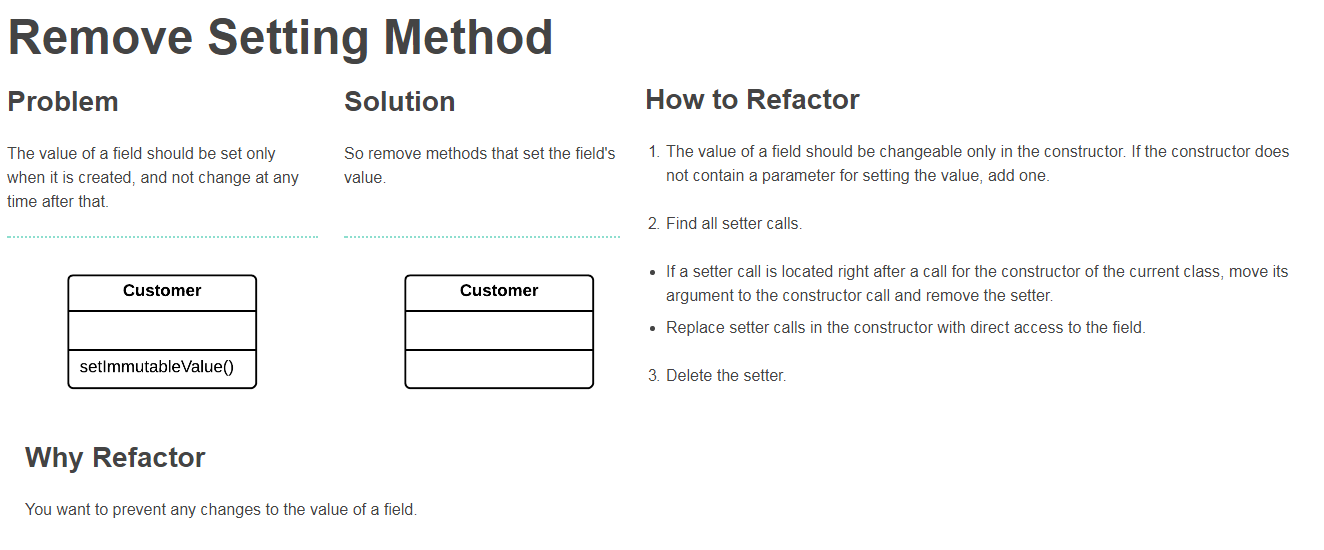 Remove Setting Method
Problem
The value of a field should be set only
when it is created, and not change at any
time after that.
Customer
setImmutableValue()
Solution
So remove methods that set the field's
value.
Customer
How to Refactor
1. The value of a field should be changeable only in the constructor. If the constructor does
not contain a parameter for setting the value, add one.
2. Find all setter calls.
• If a setter call is located right after a call for the constructor of the current class, move its
argument to the constructor call and remove the setter.
• Replace setter calls in the constructor with direct access to the field.
3. Delete the setter.
Why Refactor
You want to prevent any changes to the value of a field.